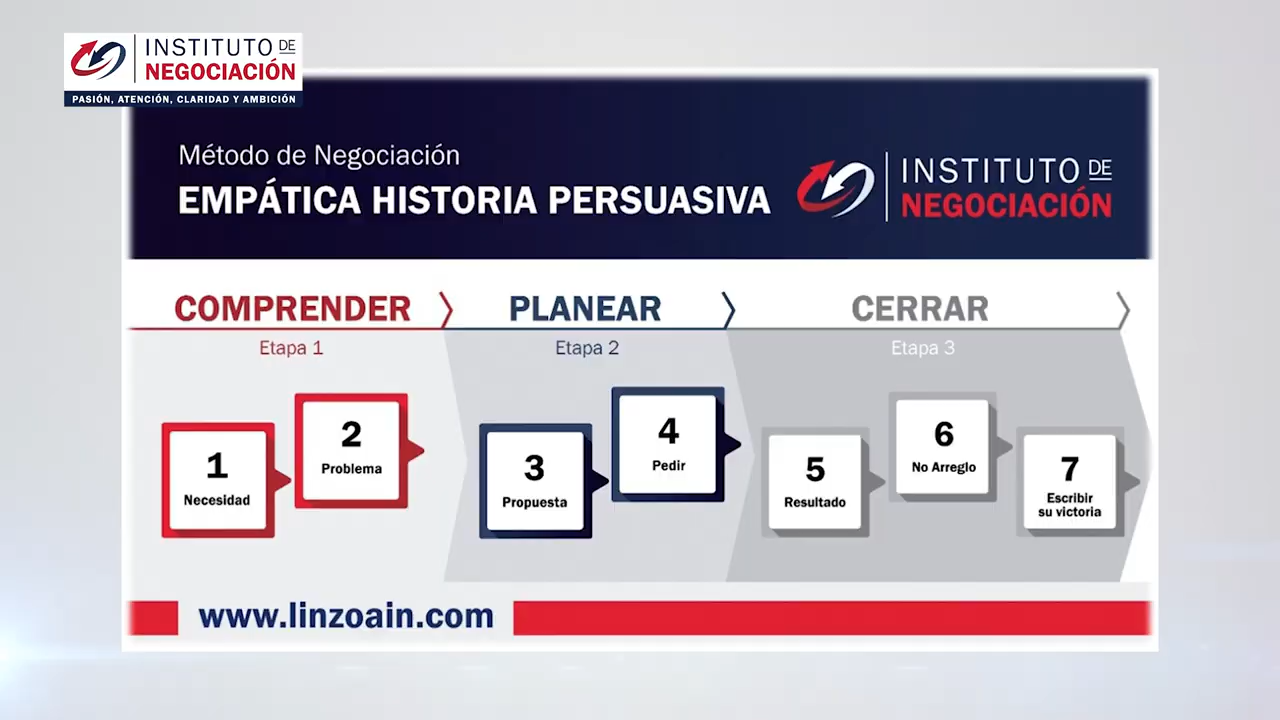 INSTITUTO DE
NEGOCIACIÓN
PASIÓN, ATENCIÓN, CLARIDAD Y AMBICIÓN
Método de Negociación
EMPÁTICA HISTORIA PERSUASIVA
INSTITUTO DE
NEGOCIACIÓN
COMPRENDER
Etapa 1
PLANEAR
Etapa 2
CERRAR
Etapa 3
1
Necesidad
2
Problema
3
Propuesta
4
Pedir
5
Resultado
6
No Arreglo
7
Escribir
su victoria
www.linzoain.com